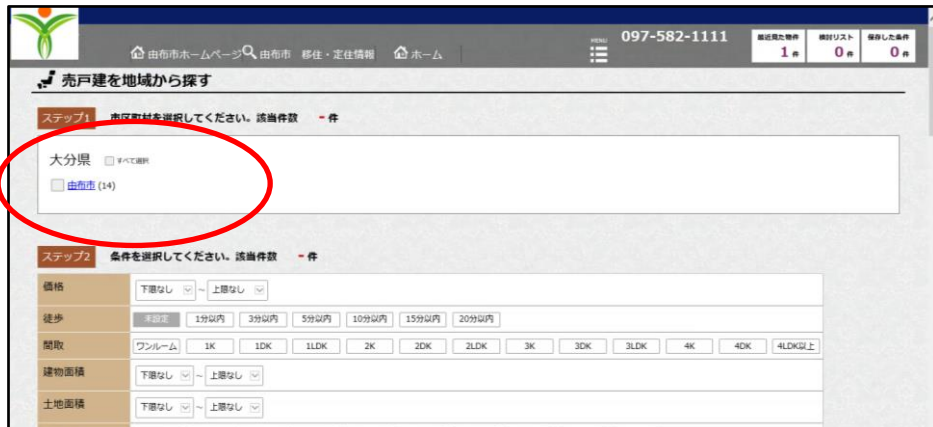 由布市ホームページ 由布市 移住・定住情報 ホーム MENU 097-582-1111 最近見た物件 検討リスト 保存した条件
1件 0件 0件
売戸建を地域から探す
ステップ1 市区町村を選択してください。該当件数 -件
大分県 すべて選択
由布市 (14)
ステップ2 条件を選択してください。該当件数 -件
価格 下限なし ~ 上限なし
徒歩 未設定 1分以内 3分以内 5分以内 10分以内 15分以内 20分以内
間取 ワンルーム 1K 1DK 1LDK 2K 2DK 2LDK 3K 3DK 3LDK 4K 4DK 4LDK以上
建物面積 下限なし ~ 上限なし
土地面積 下限なし ~ 上限なし